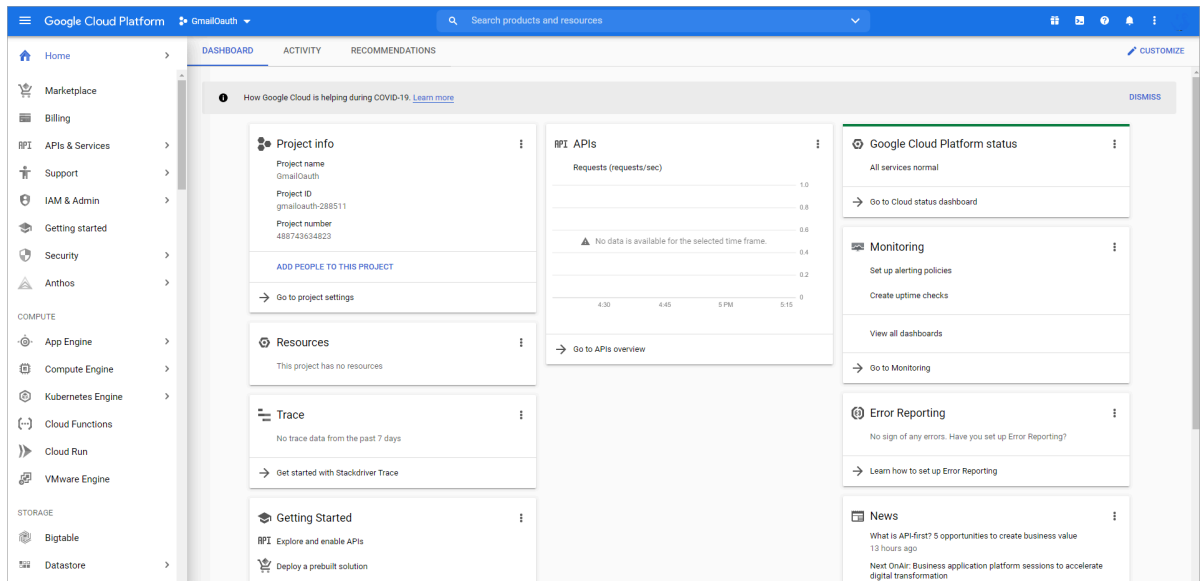 Google Cloud Platform
GmailOauth
Search products and resources
Home
Marketplace
Billing
API APIs & Services
Support
IAM & Admin
Getting started
Security
Anthos
COMPUTE
App Engine
Compute Engine
Kubernetes Engine
Cloud Functions
Cloud Run
VMware Engine
STORAGE
Bigtable
Datastore
DASHBOARD
ACTIVITY
RECOMMENDATIONS
CUSTOMIZE
How Google Cloud is helping during COVID-19. Learn more
DISMISS
Project info
Project name
GmailOauth
Project ID
gmailoauth-288511
Project number
488743634823
ADD PEOPLE TO THIS PROJECT
Go to project settings
Resources
This project has no resources
Trace
No trace data from the past 7 days
Get started with Stackdriver Trace
Getting Started
API Explore and enable APIs
Deploy a prebuilt solution
API APIs
Requests (requests/sec)
1.0
0.8
0.6
No data is available for the selected time frame.
0.4
0.2
0
4:30
4:45
5 PM
5:15
Go to APIs overview
Google Cloud Platform status
All services normal
Go to Cloud status dashboard
Monitoring
Set up alerting policies
Create uptime checks
View all dashboards
Go to Monitoring
Error Reporting
No sign of any errors. Have you set up Error Reporting?
Learn how to set up Error Reporting
News
What is API-first? 5 opportunities to create business value
13 hours ago
Next OnAir: Business application platform sessions to accelerate
digital transformation